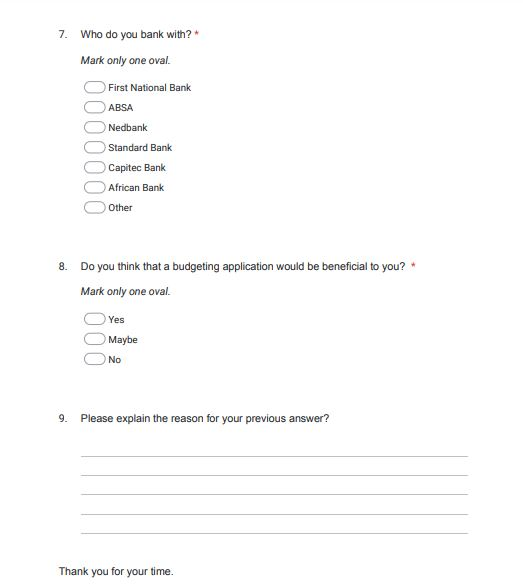 7. Who do you bank with? *
Mark only one oval.
First National Bank
ABSA
Nedbank
Standard Bank
Capitec Bank
African Bank
Other
8. Do you think that a budgeting application would be beneficial to you? *
Mark only one oval.
Yes
Maybe
No
9. Please explain the reason for your previous answer?
Thank you for your time.